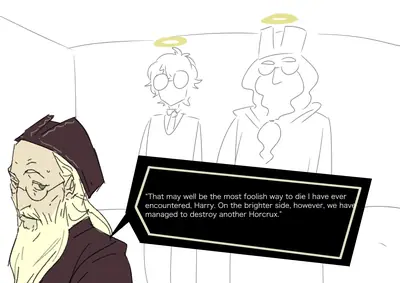 "That may well be the most foolish way to die I have ever
encountered, Harry. On the brighter side, however, we have
managed to destroy another Horcrux."